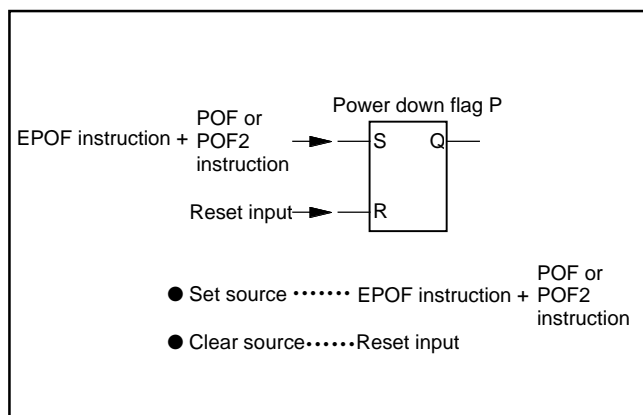 Power down flag P
EPOF instruction +
POF or
POF2
instruction
S
Q
Reset input
R
● Set source ······· EPOF instruction +
POF or
POF2
instruction
● Clear source ······ Reset input